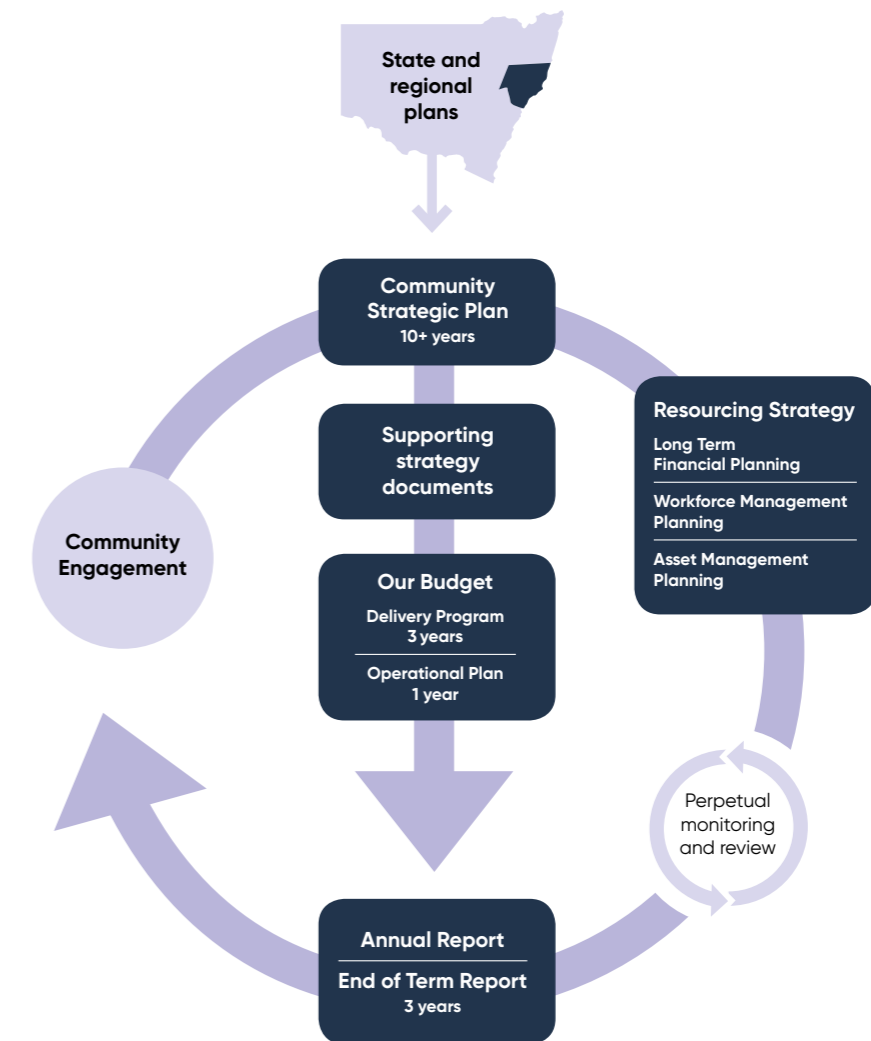 State and
regional
plans
Community
Strategic Plan
10+ years
Supporting
strategy
documents
Our Budget
Delivery Program
3 years
Operational Plan
1 year
Resourcing Strategy
Long Term
Financial Planning
Workforce Management
Planning
Asset Management
Planning
Community
Engagement
Perpetual
monitoring
and review
Annual Report
End of Term Report
3 years